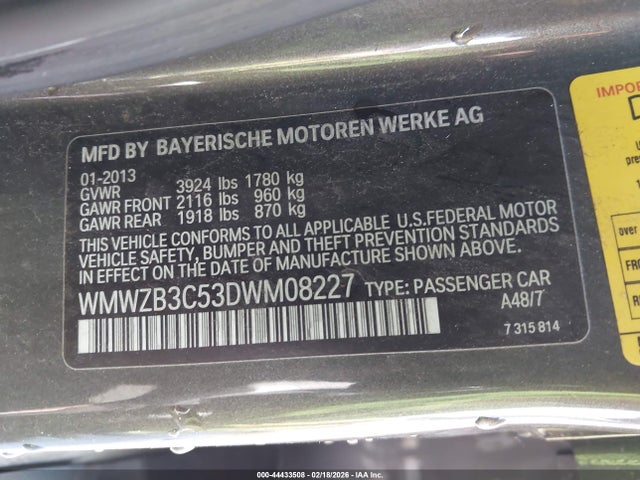 MFD BY BAYERISCHE MOTOREN WERKE AG
01-2013
GVWR 3924 lbs 1780 kg
GAWR FRONT 2116 lbs 960 kg
GAWR REAR 1918 lbs 870 kg
THIS VEHICLE CONFORMS TO ALL APPLICABLE U.S.FEDERAL MOTOR
VEHICLE SAFETY, BUMPER AND THEFT PREVENTION STANDARDS
IN EFFECT ON THE DATE OF MANUFACTURE SHOWN ABOVE.
WMWZB3C53DWM08227 TYPE: PASSENGER CAR
A48/7
7 315 814
over
000-44433508 - 02/18/2026 - IAAI.com